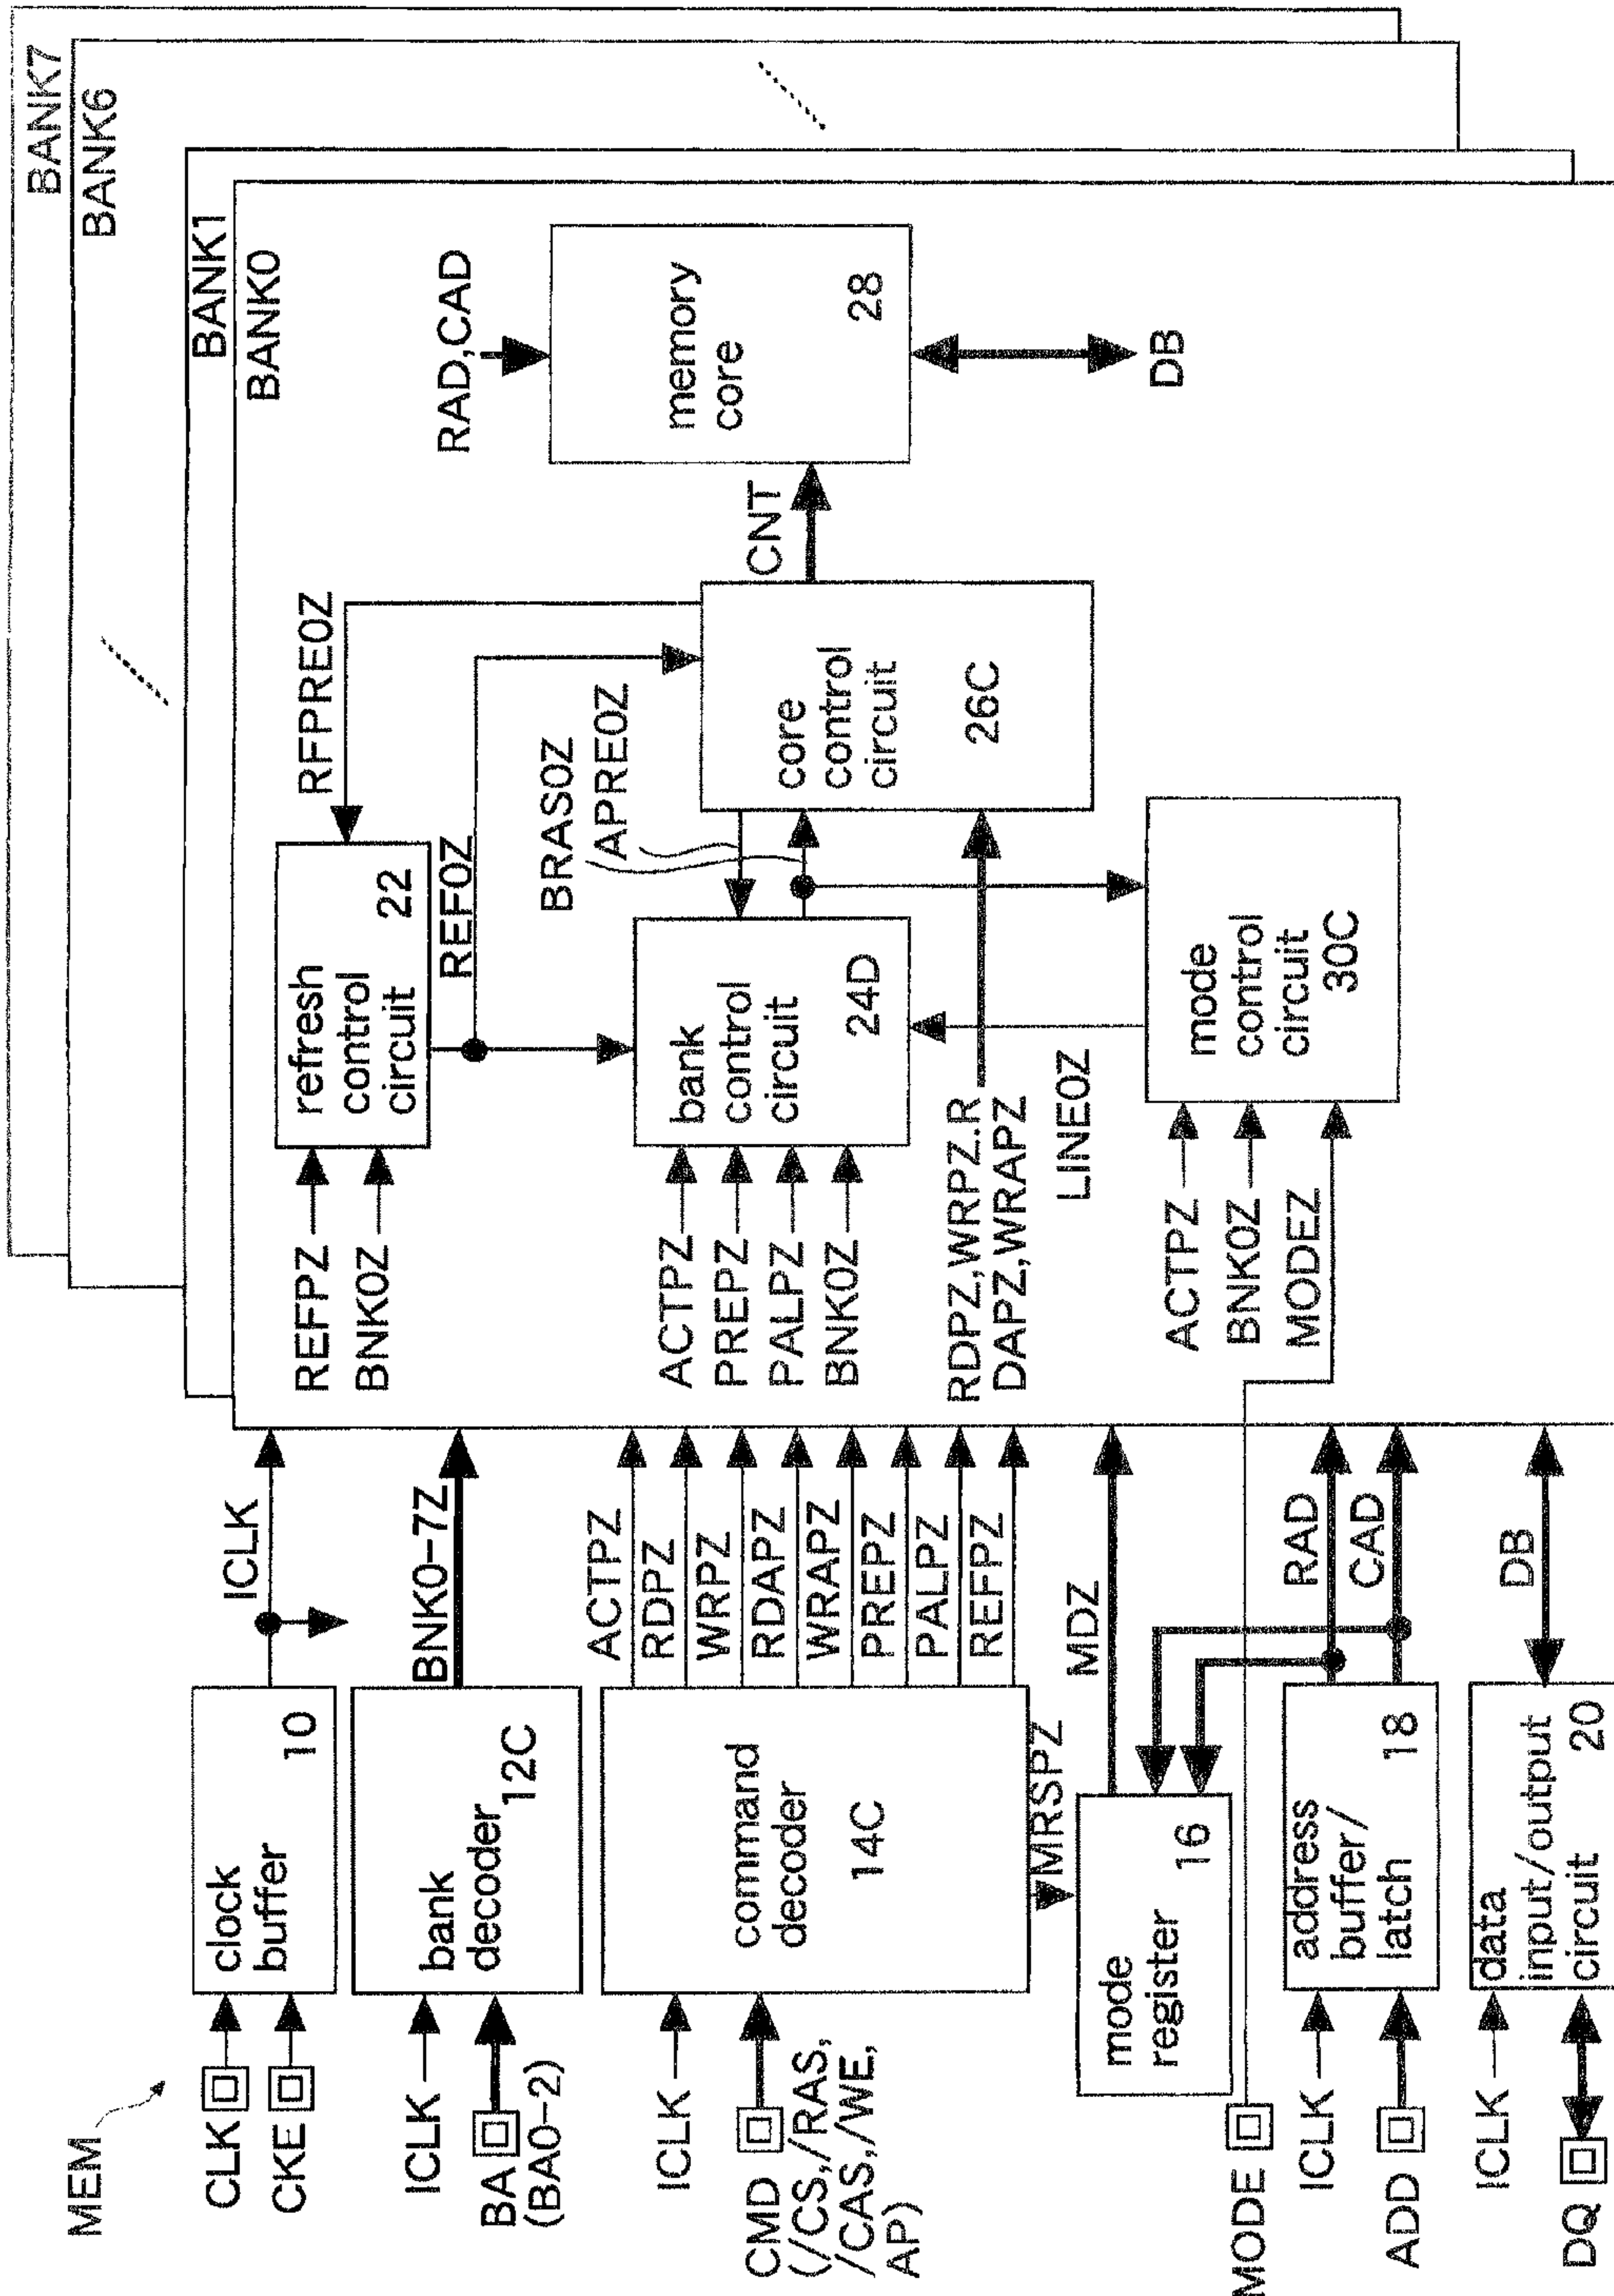 MEM
CLK
CKE
clock
buffer
10
ICLK
ICLK
BA
(BA0-2)
bank
decoder
12C
BNK0-7Z
ICLK
CMD
(/CS,/RAS,
/CAS,/WE,
AP)
command
decoder
14C
ACTPZ
RDPZ
WRPZ
RDAPZ
WRAPZ
PREPZ
PALPZ
REFPZ
MRSPZ
mode
register
16
MDZ
MODE
ICLK
ADD
address
buffer/
latch
18
RAD
CAD
ICLK
DQ
data
input/output
circuit
20
DB
BANK7
BANK6
BANK1
BANK0
REFPZ
BNK0Z
refresh
control
circuit
22
RFPRE0Z
REF0Z
ACTPZ
PREPZ
PALPZ
BNK0Z
bank
control
circuit
24D
BRAS0Z
APRE0Z
RDPZ,WRPZ.R
DAPZ,WRAPZ
LINE0Z
core
control
circuit
26C
CNT
RAD,CAD
memory
core
28
DB
ACTPZ
BNK0Z
MODEZ
mode
control
circuit
30C